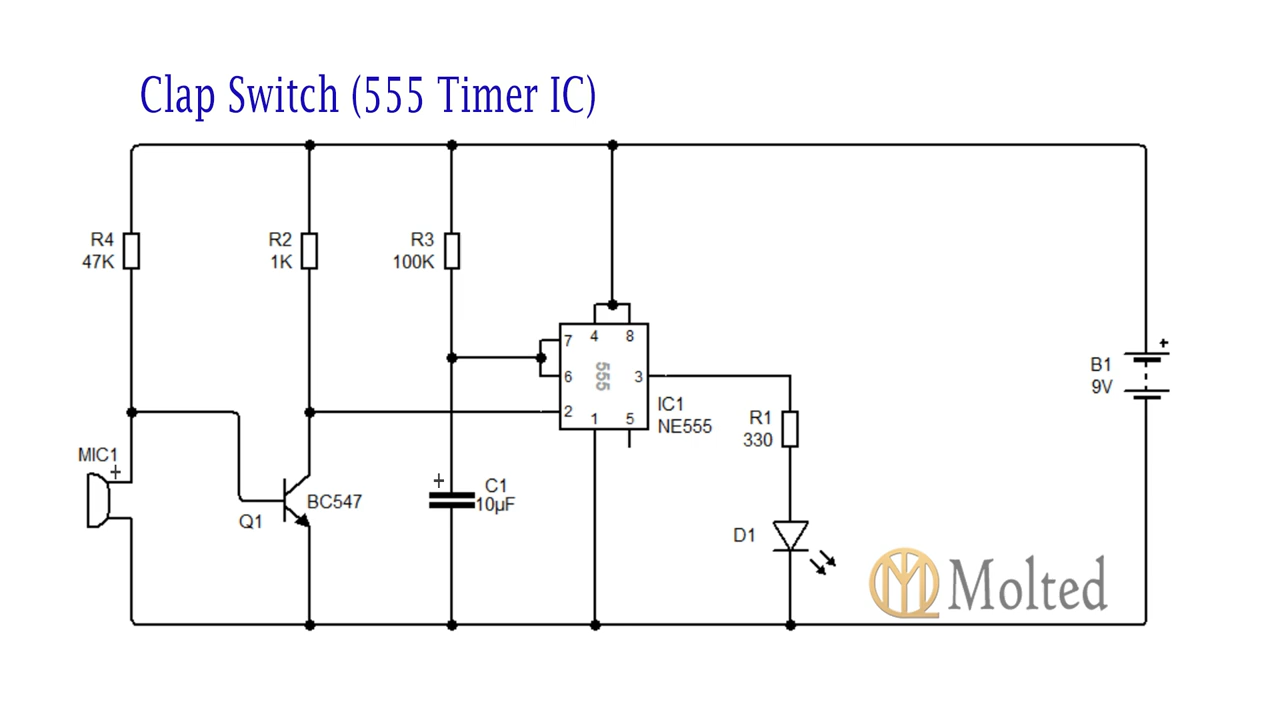 Clap Switch (555 Timer IC)
R4
47K
R2
1K
R3
100K
7
4
8
6
555
3
2
1
5
IC1
NE555
R1
330
B1
9V
+
MIC1
+
Q1
BC547
+
C1
10µF
D1
Molted